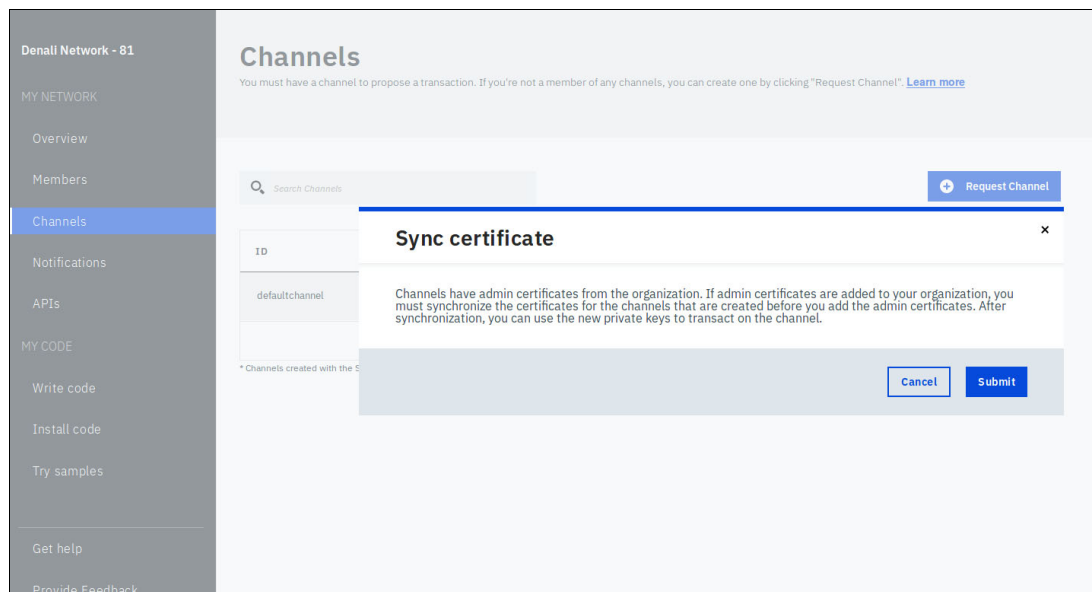 Denali Network - 81
MY NETWORK
Overview
Members
Channels
Notifications
APIs
MY CODE
Write code
Install code
Try samples
Get help
Provide Feedback
Channels
You must have a channel to propose a transaction. If you're not a member of any channels, you can create one by clicking "Request Channel". Learn more
Search Channels
Request Channel
ID
defaultchannel
* Channels created with the S
Sync certificate
×
Channels have admin certificates from the organization. If admin certificates are added to your organization, you
must synchronize the certificates for the channels that are created before you add the admin certificates. After
synchronization, you can use the new private keys to transact on the channel.
Cancel
Submit